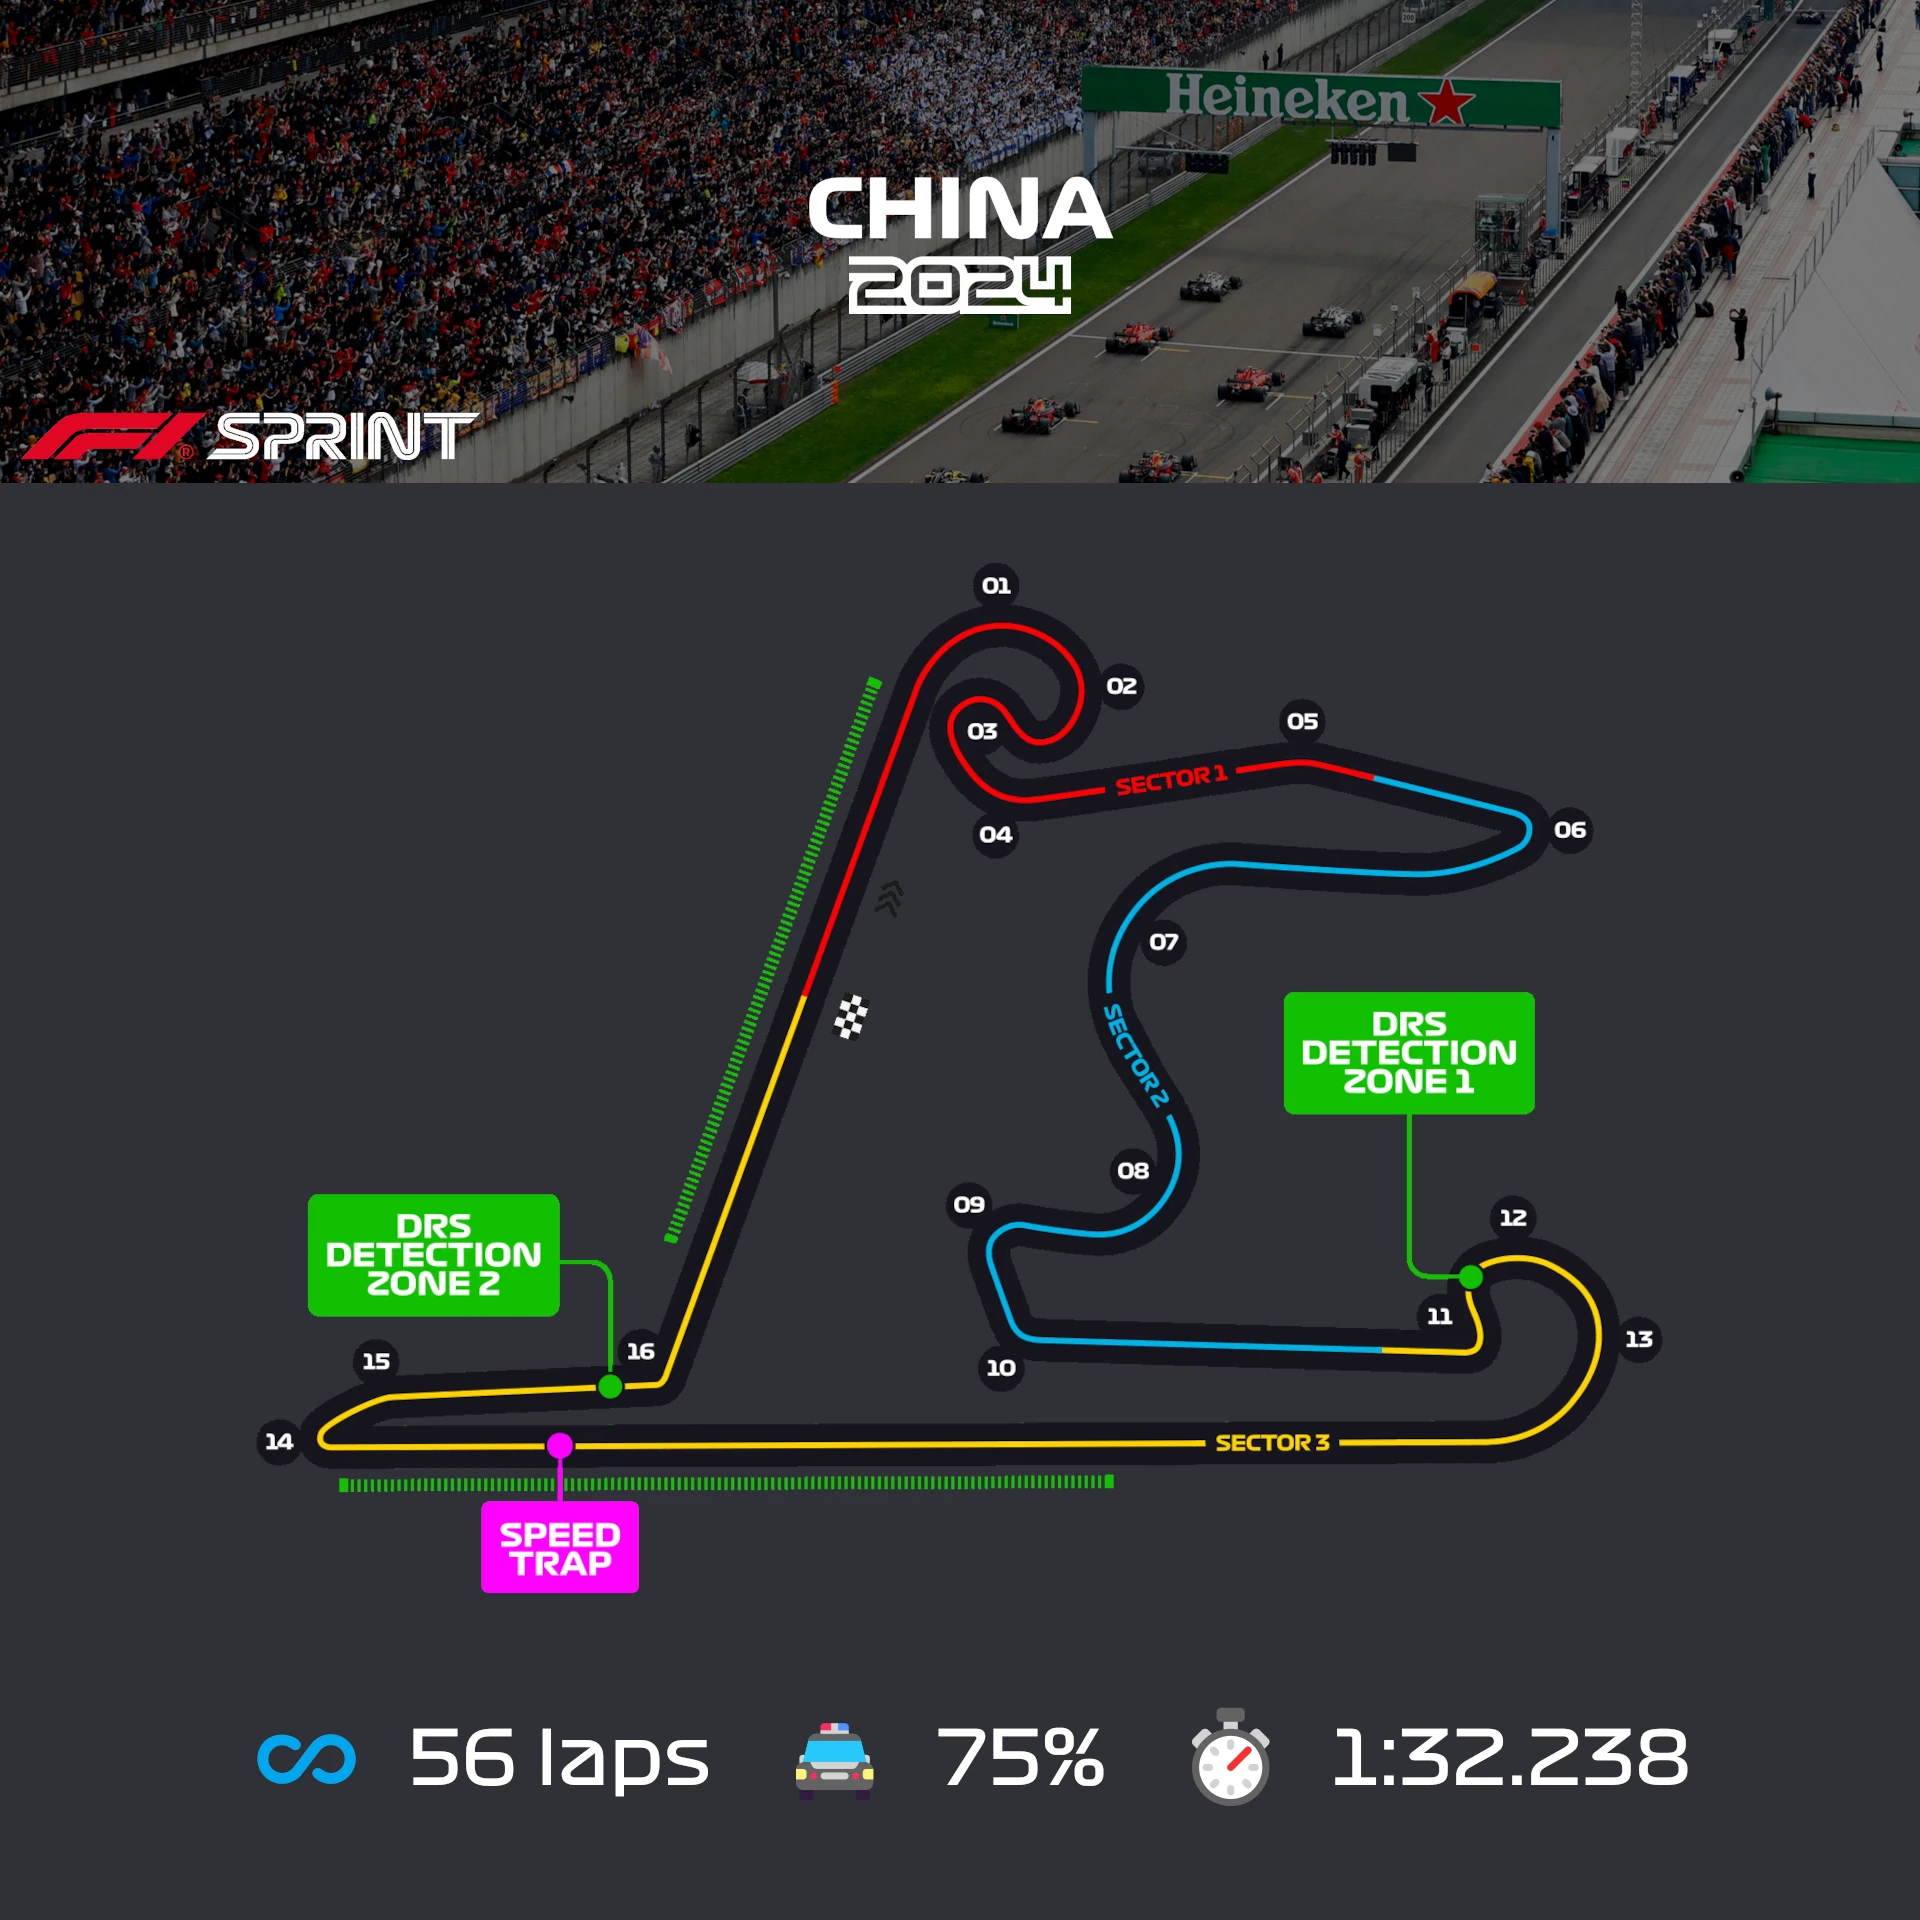 200
Heineken
CHINA
2024
F1® SPRINT
01
02
03
04
05
SECTOR 1
06
07
SECTOR 2
DRS
DETECTION
ZONE 1
08
09
10
11
12
13
DRS
DETECTION
ZONE 2
16
15
14
SECTOR 3
SPEED
TRAP
56 laps
75%
1:32.238